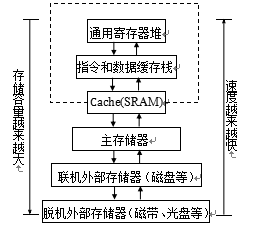 通用寄存器堆
指令和数据缓存栈
Cache(SRAM)
主存储器
联机外部存储器（磁盘等）
脱机外部存储器（磁带、光盘等）
存储容量越来越大
速度越来越快